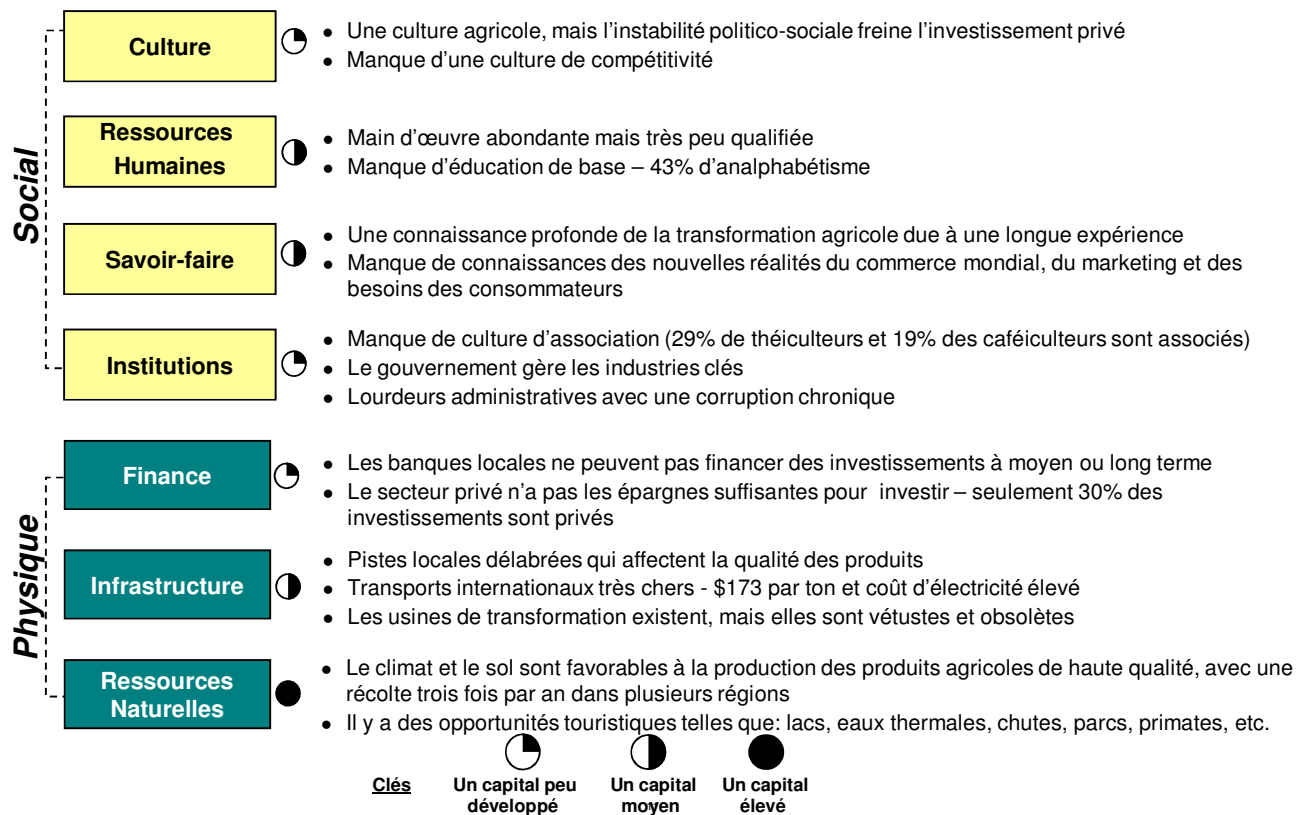 Social
Culture
• Une culture agricole, mais l'instabilité politico-sociale freine l'investissement privé
• Manque d'une culture de compétitivité
Ressources
Humaines
• Main d'œuvre abondante mais très peu qualifiée
• Manque d'éducation de base – 43% d'analphabétisme
Savoir-faire
• Une connaissance profonde de la transformation agricole due à une longue expérience
• Manque de connaissances des nouvelles réalités du commerce mondial, du marketing et des
besoins des consommateurs
Institutions
• Manque de culture d'association (29% de théiculteurs et 19% des caféiculteurs sont associés)
• Le gouvernement gère les industries clés
• Lourdeurs administratives avec une corruption chronique
Physique
Finance
• Les banques locales ne peuvent pas financer des investissements à moyen ou long terme
• Le secteur privé n'a pas les épargnes suffisantes pour investir – seulement 30% des
investissements sont privés
Infrastructure
• Pistes locales délabrées qui affectent la qualité des produits
• Transports internationaux très chers - $173 par ton et coût d'électricité élevé
• Les usines de transformation existent, mais elles sont vétustes et obsolètes
Ressources
Naturelles
• Le climat et le sol sont favorables à la production des produits agricoles de haute qualité, avec une
récolte trois fois par an dans plusieurs régions
• Il y a des opportunités touristiques telles que: lacs, eaux thermales, chutes, parcs, primates, etc.
Clés
Un capital peu
développé
Un capital
moyen
Un capital
élevé